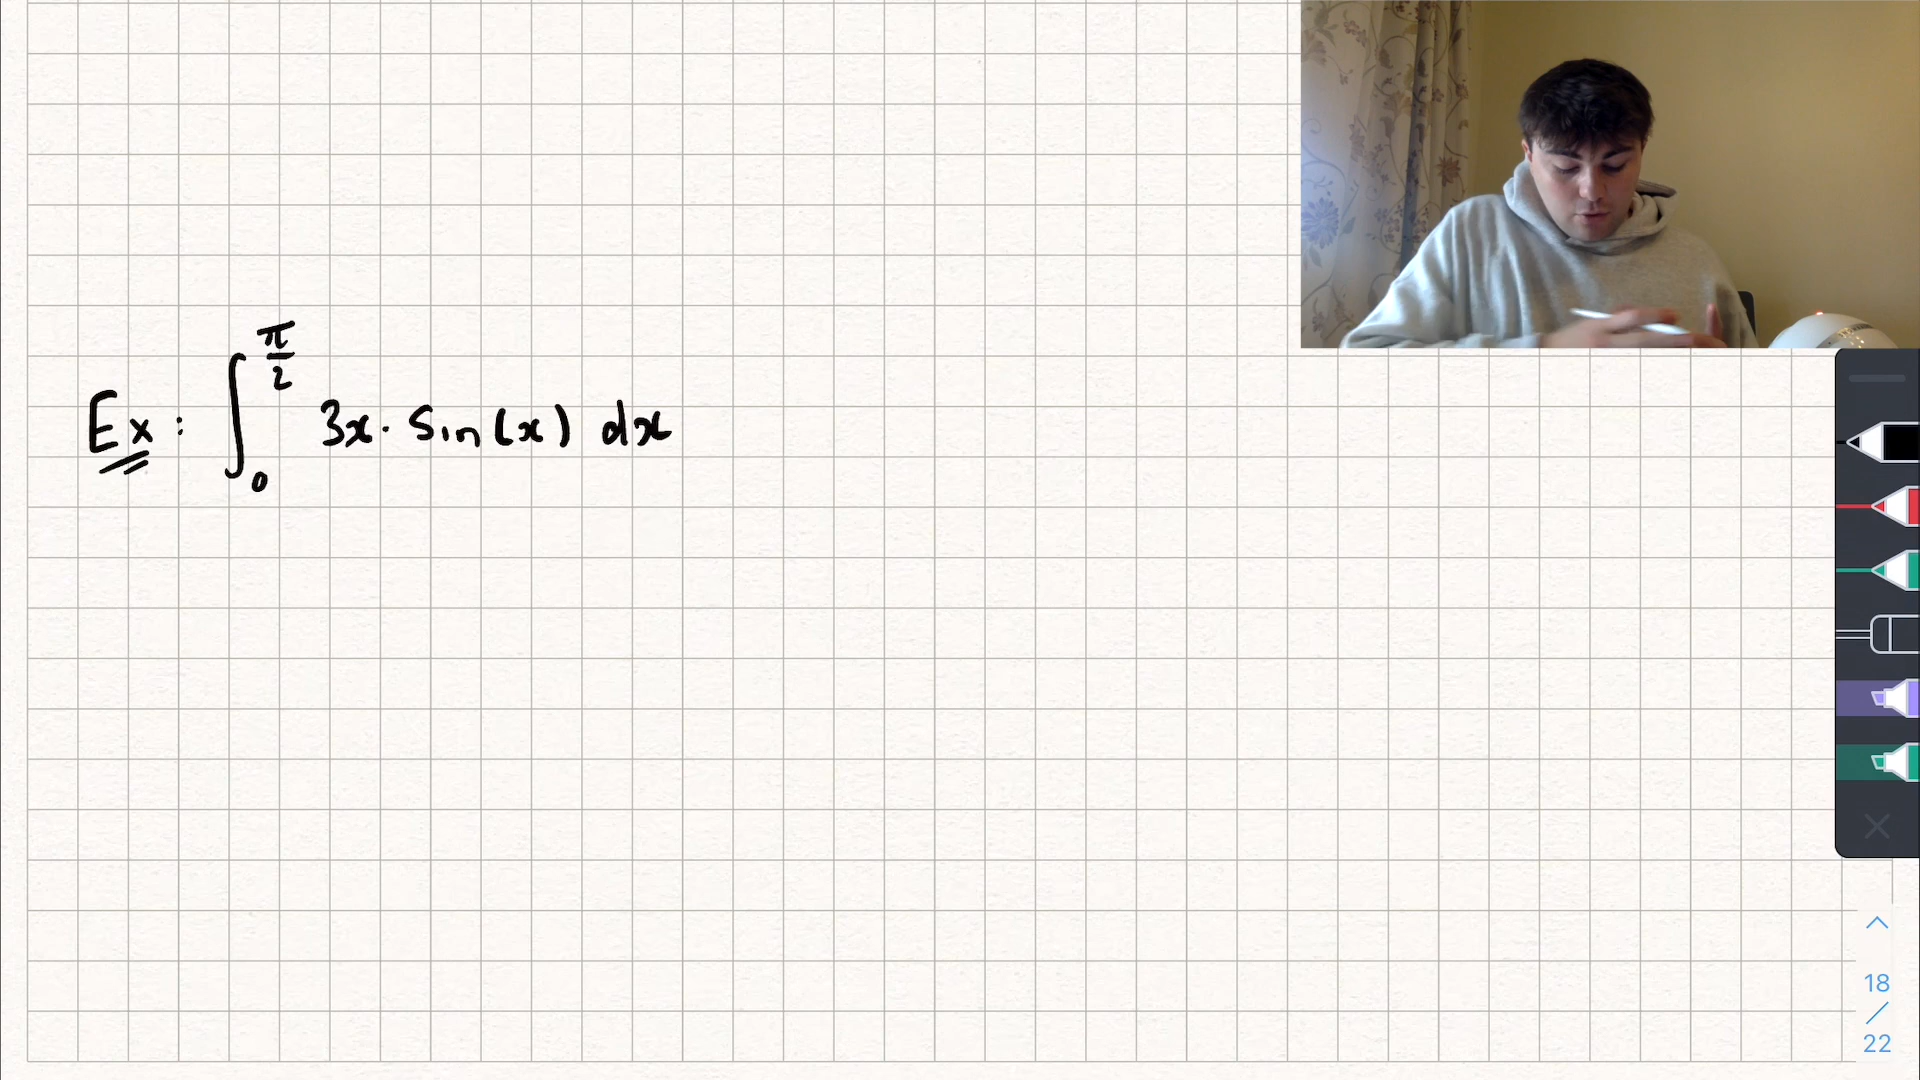 Ex: ∫₀^(π/2) 3x · Sin(x) dx
18
/
22